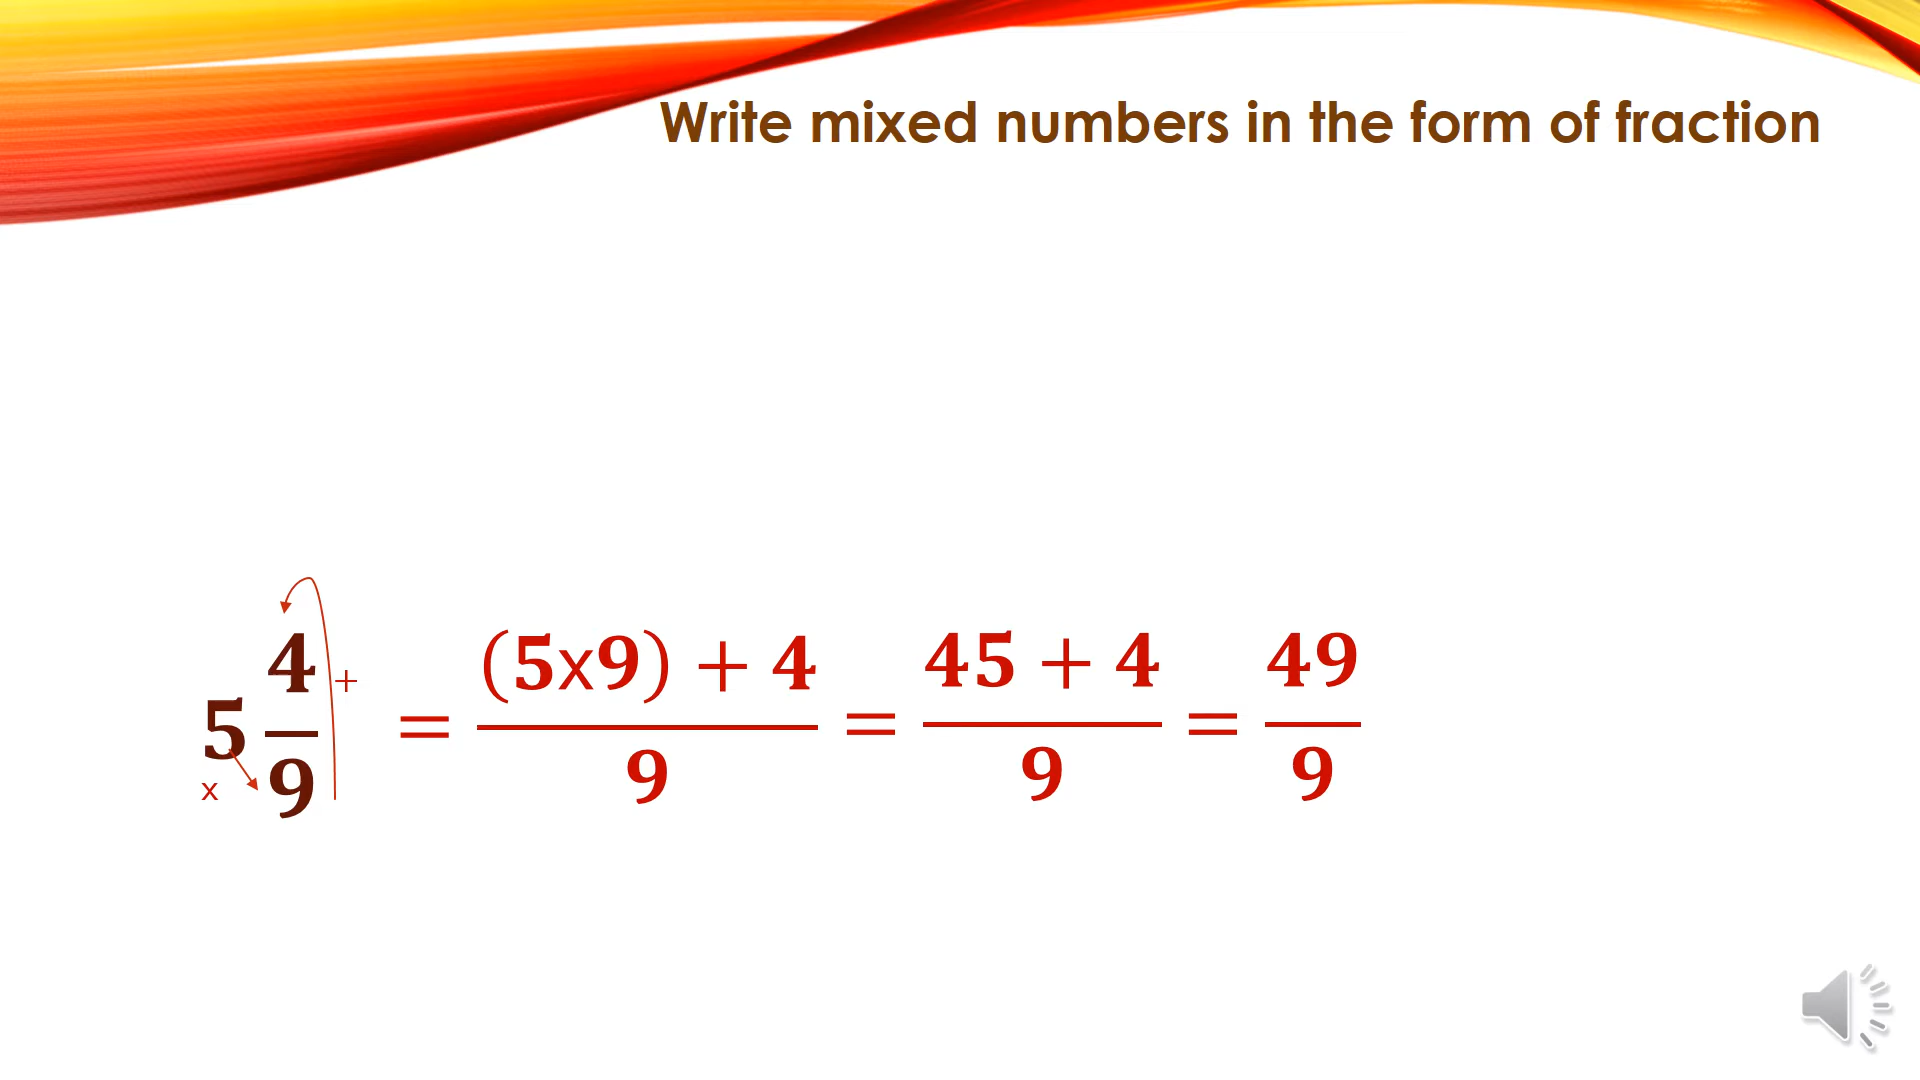 Write mixed numbers in the form of fraction
5 4/9 x + = (5x9) + 4 / 9 = 45 + 4 / 9 = 49 / 9